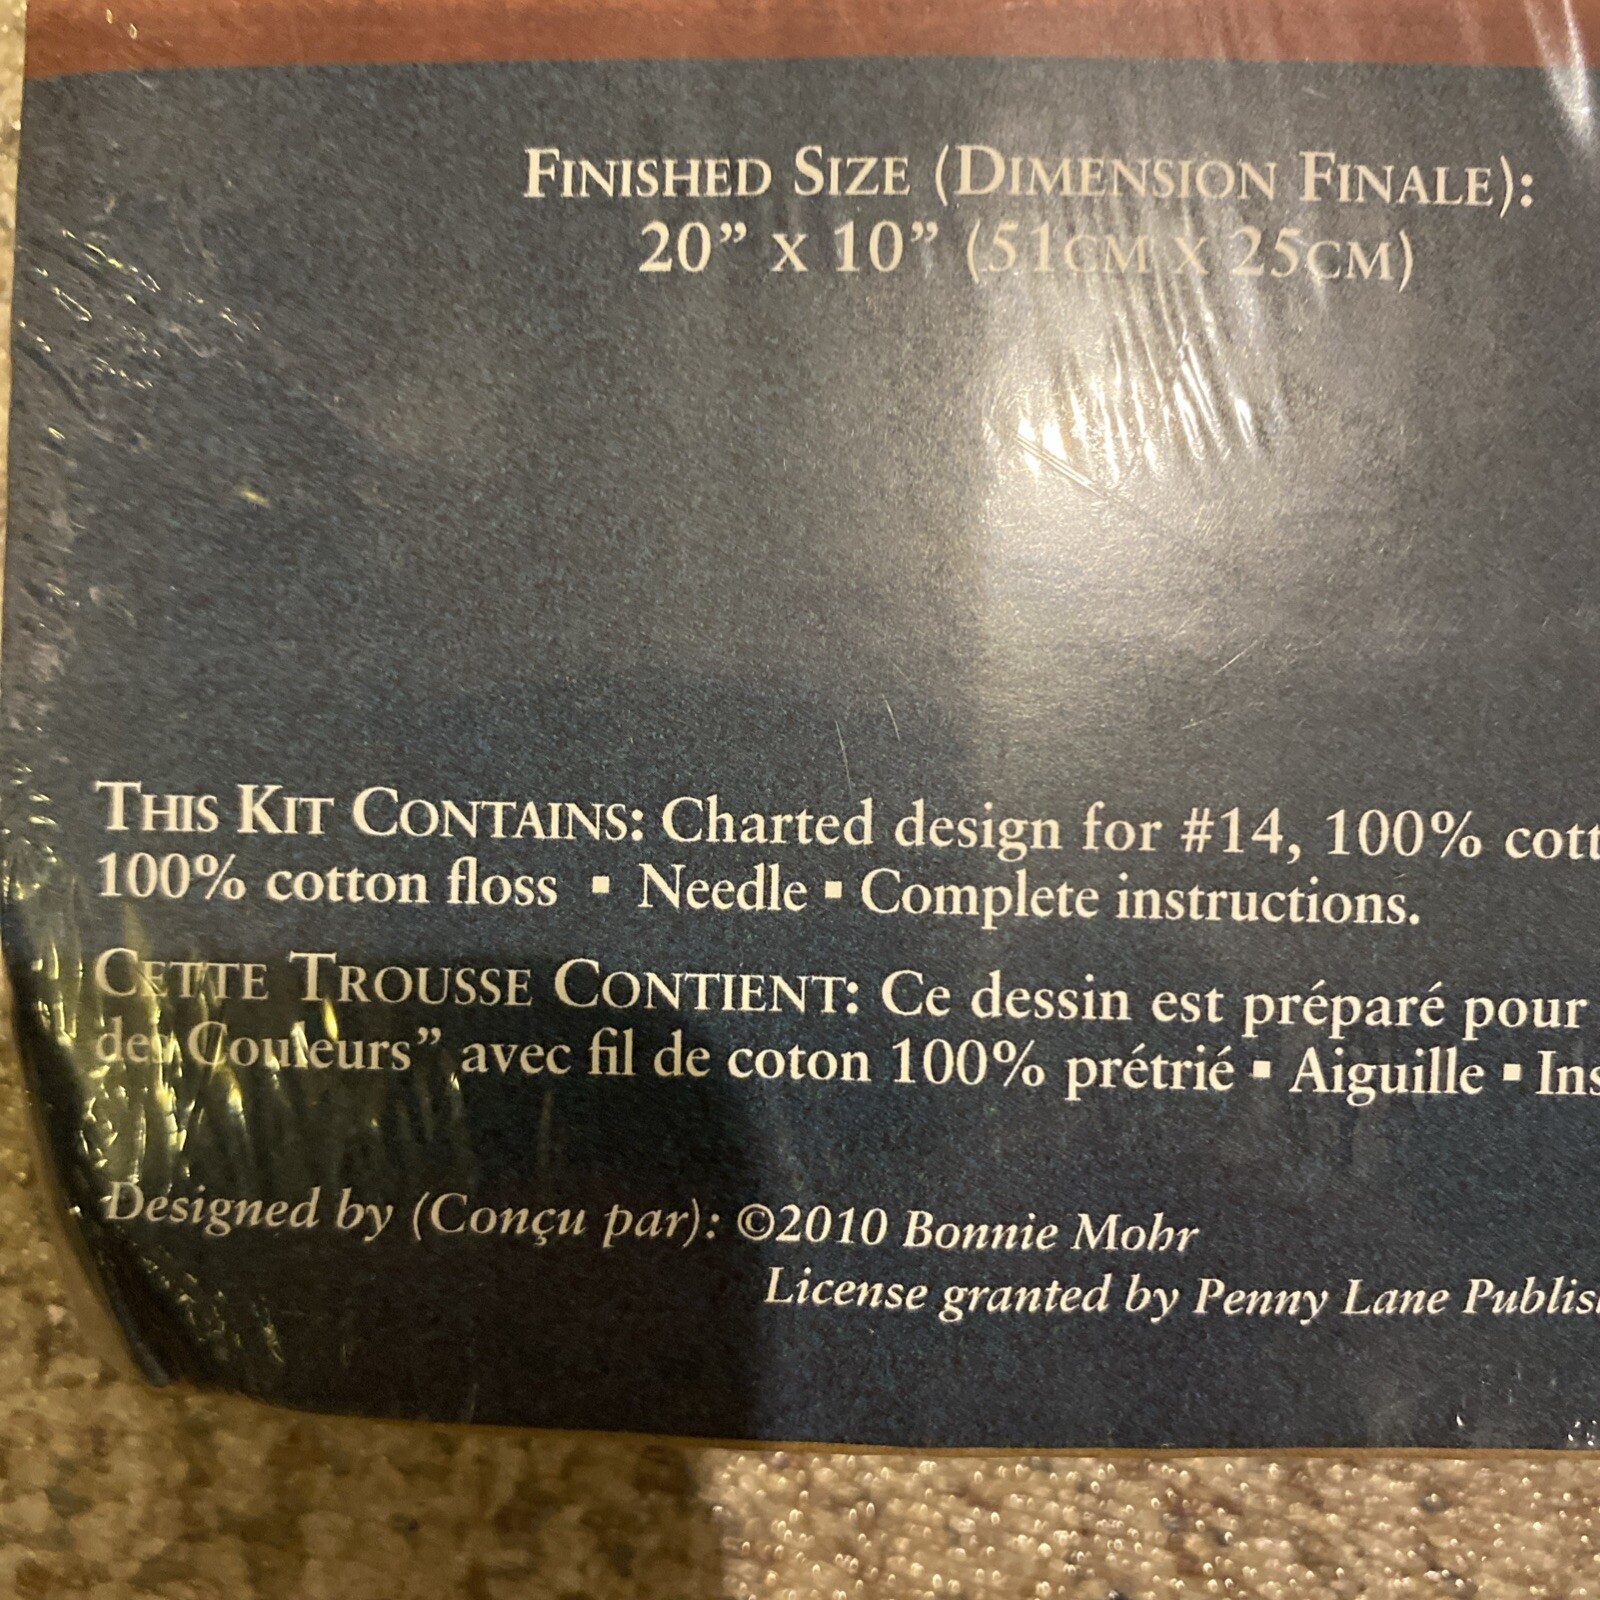 FINISHED SIZE (DIMENSION FINALE):
20” X 10” (51CM X 25CM)
THIS KIT CONTAINS: Charted design for #14, 100% cott
100% cotton floss ▪ Needle ▪ Complete instructions.
CETTE TROUSSE CONTIENT: Ce dessin est préparé pour
des Couleurs” avec fil de coton 100% prétrié ▪ Aiguille ▪ Ins
Designed by (Conçu par): ©2010 Bonnie Mohr
License granted by Penny Lane Publis